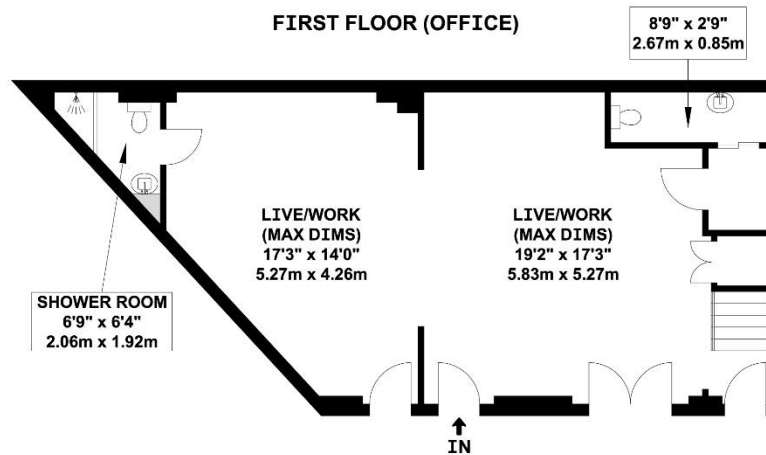 FIRST FLOOR (OFFICE)
8'9" x 2'9"
2.67m x 0.85m
LIVE/WORK
(MAX DIMS)
17'3" x 14'0"
5.27m x 4.26m
LIVE/WORK
(MAX DIMS)
19'2" x 17'3"
5.83m x 5.27m
SHOWER ROOM
6'9" x 6'4"
2.06m x 1.92m
IN